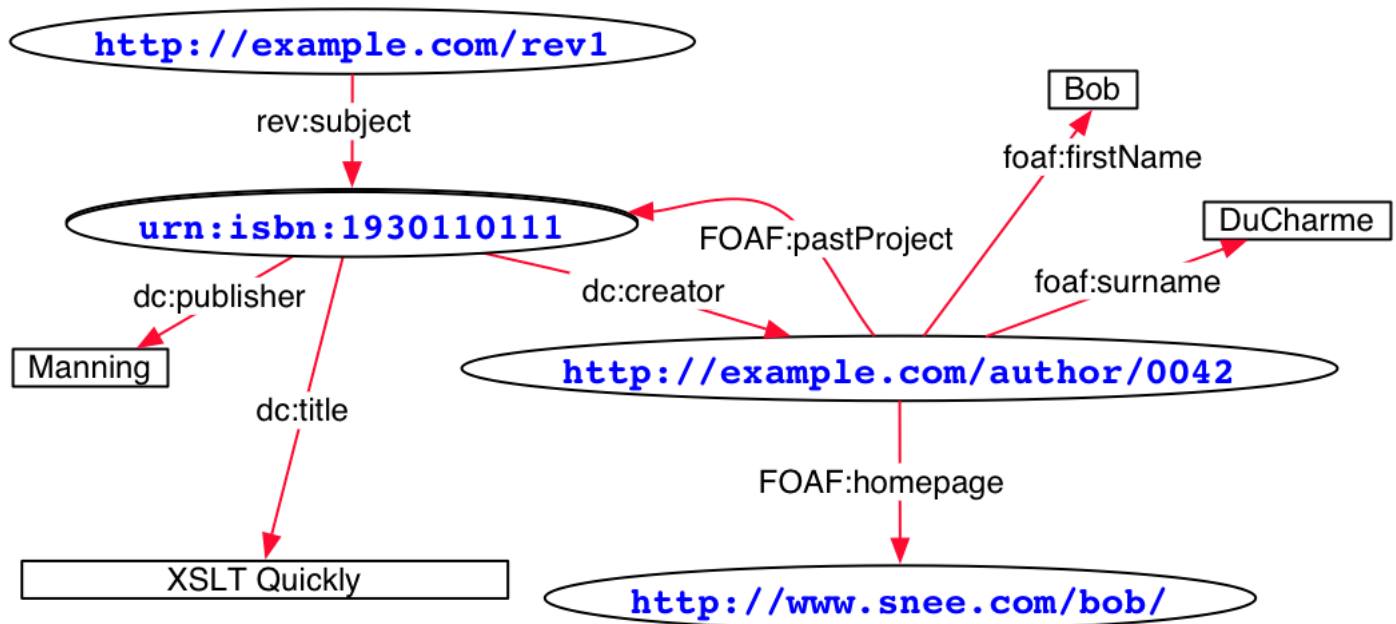 http://example.com/rev1
Bob
rev:subject
foaf:firstName
urn:isbn:1930110111
DuCharme
FOAF:pastProject
foaf:surname
dc:publisher
dc:creator
Manning
http://example.com/author/0042
dc:title
FOAF:homepage
XSLT Quickly
http://www.snee.com/bob/